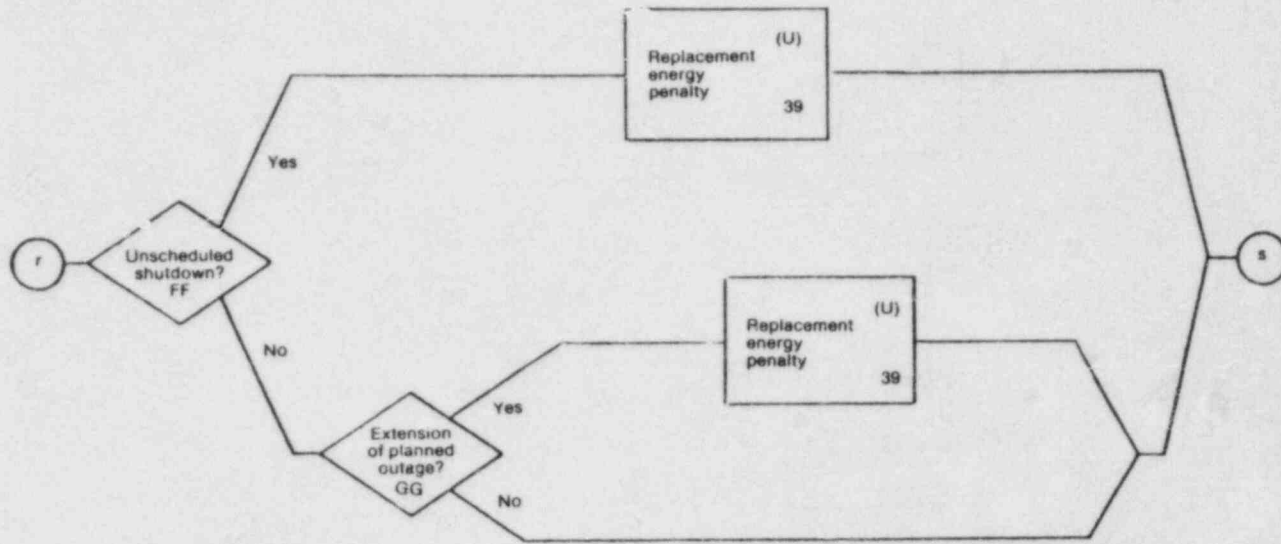 (U)
Replacement
energy
penalty
39
Yes
r
Unscheduled
shutdown?
FF
s
No
(U)
Replacement
energy
penalty
39
Yes
Extension
of planned
outage?
GG
No